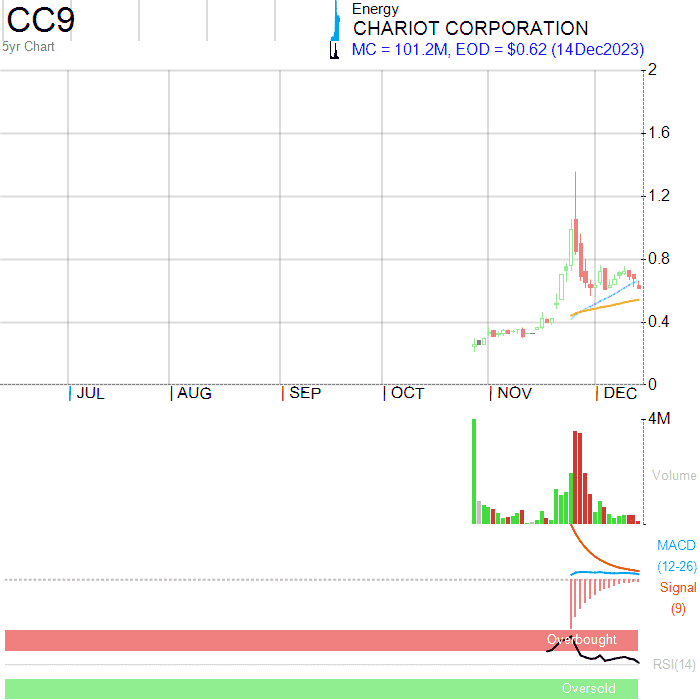 CC9
5yr Chart
Energy
CHARIOT CORPORATION
MC = 101.2M, EOD = $0.62 (14Dec2023)
2
1.6
1.2
0.8
0.4
0
JUL AUG SEP OCT NOV DEC
4M
Volume
MACD
(12-26)
Signal
(9)
Overbought
RSI(14)
Oversold